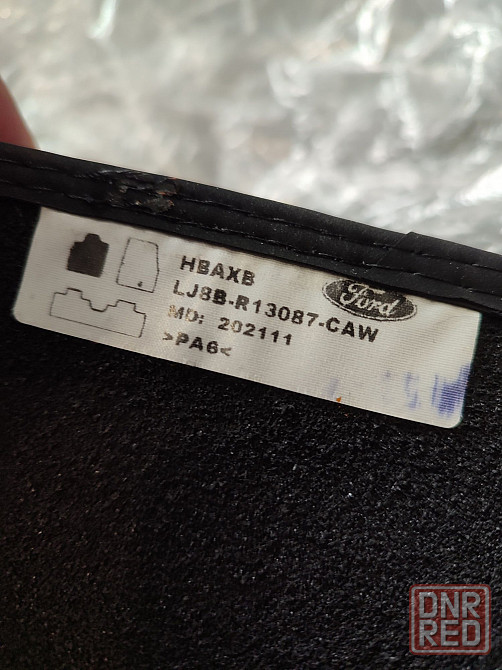 HBAXB
LJ8B-R13087-CAW
MD: 202111
>PA6<
Ford
DNR
RED